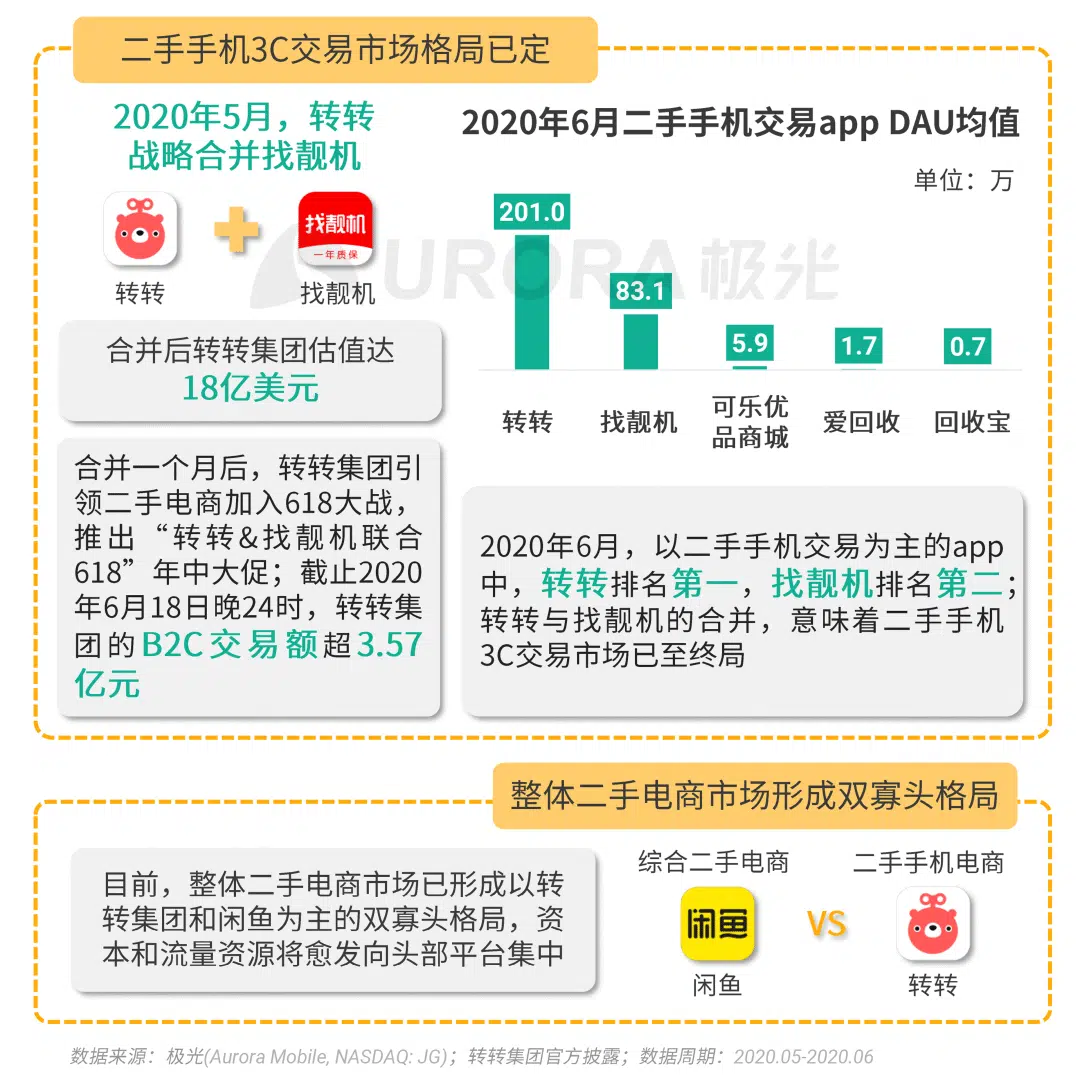 二手手机3C交易市场格局已定
2020年5月，转转
战略合并找靓机
找靓机
一年质保
转转
找靓机
合并后转转集团估值达
18亿美元
合并一个月后，转转集团引
领二手电商加入618大战，
推出“转转&找靓机联合
618”年中大促；截止2020
年6月18日晚24时，转转集
团的B2C交易额超3.57
亿元
2020年6月二手手机交易app DAU均值
单位：万
201.0
83.1
5.9
1.7
0.7
转转
找靓机
可乐优
品商城
爱回收
回收宝
AURORA 极光
2020年6月，以二手手机交易为主的app
中，转转排名第一，找靓机排名第二；
转转与找靓机的合并，意味着二手手机
3C交易市场已至终局
整体二手电商市场形成双寡头格局
目前，整体二手电商市场已形成以转
转集团和闲鱼为主的双寡头格局，资
本和流量资源将愈发向头部平台集中
综合二手电商
二手手机电商
闲鱼
VS
闲鱼
转转
数据来源：极光(Aurora Mobile, NASDAQ: JG)；转转集团官方披露；数据周期：2020.05-2020.06